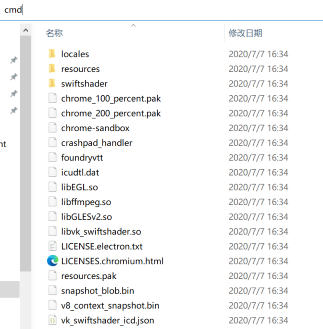 cmd
名称 修改日期
locales 2020/7/7 16:34
resources 2020/7/7 16:34
swiftshader 2020/7/7 16:34
chrome_100_percent.pak 2020/7/7 16:34
chrome_200_percent.pak 2020/7/7 16:34
chrome-sandbox 2020/7/7 16:34
crashpad_handler 2020/7/7 16:34
foundryvtt 2020/7/7 16:34
icudtl.dat 2020/7/7 16:34
libEGL.so 2020/7/7 16:34
libffmpeg.so 2020/7/7 16:34
libGLESv2.so 2020/7/7 16:34
libvk_swiftshader.so 2020/7/7 16:34
LICENSE.electron.txt 2020/7/7 16:34
LICENSES.chromium.html 2020/7/7 16:34
resources.pak 2020/7/7 16:34
snapshot_blob.bin 2020/7/7 16:34
v8_context_snapshot.bin 2020/7/7 16:34
vk_swiftshader_icd.json 2020/7/7 16:34